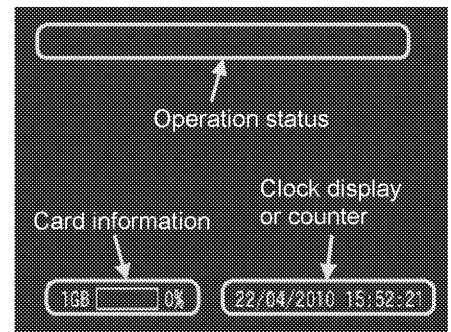 Operation status
Clock display
or counter
Card information
1GB 0% 22/04/2010 15:52:21